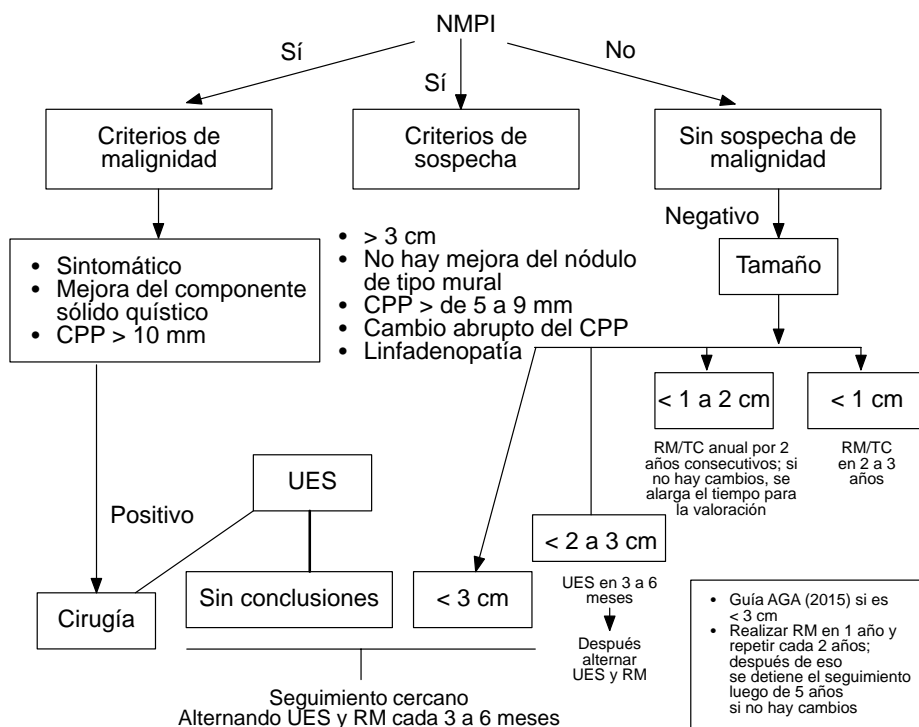 NMPI
Sí
Sí
No
Criterios de
malignidad
Criterios de
sospecha
Sin sospecha de
malignidad
Negativo
• Sintomático
• Mejora del componente
sólido quístico
• CPP > 10 mm
• > 3 cm
• No hay mejora del nódulo
de tipo mural
• CPP > de 5 a 9 mm
• Cambio abrupto del CPP
• Linfadenopatía
Tamaño
< 1 a 2 cm
< 1 cm
RM/TC anual por 2
años consecutivos; si
no hay cambios, se
alarga el tiempo para
la valoración
RM/TC
en 2 a 3
años
UES
Positivo
< 2 a 3 cm
Cirugía
Sin conclusiones
< 3 cm
UES en 3 a 6
meses
Después
alternar
UES y RM
• Guía AGA (2015) si es
< 3 cm
• Realizar RM en 1 año y
repetir cada 2 años;
después de eso
se detiene el seguimiento
luego de 5 años
si no hay cambios
Seguimiento cercano
Alternando UES y RM cada 3 a 6 meses